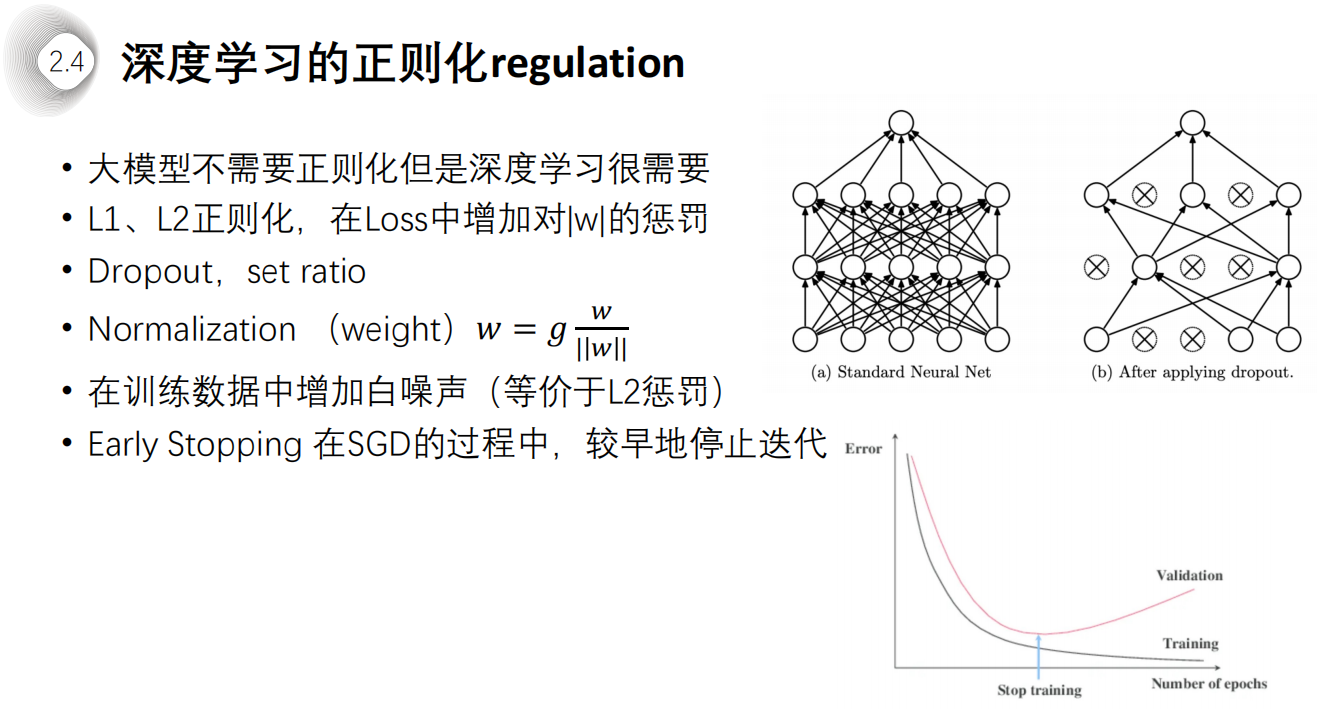 2.4
深度学习的正则化regulation
• 大模型不需要正则化但是深度学习很需要
• L1、L2正则化，在Loss中增加对|w|的惩罚
• Dropout，set ratio
• Normalization （weight）w = g w/||w||
• 在训练数据中增加白噪声（等价于L2惩罚）
• Early Stopping 在SGD的过程中，较早地停止迭代
(a) Standard Neural Net
(b) After applying dropout.
Error
Validation
Training
Stop training
Number of epochs